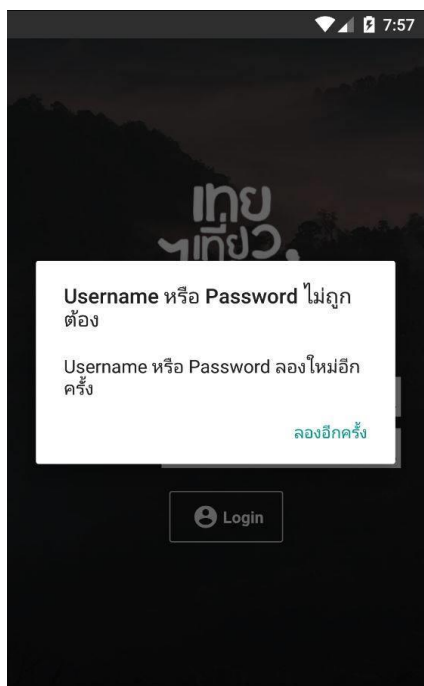 7:57
เทย
เที่ยว
Username หรือ Password ไม่ถูก
ต้อง
Username หรือ Password ลองใหม่อีก
ครั้ง
ลองอีกครั้ง
Login